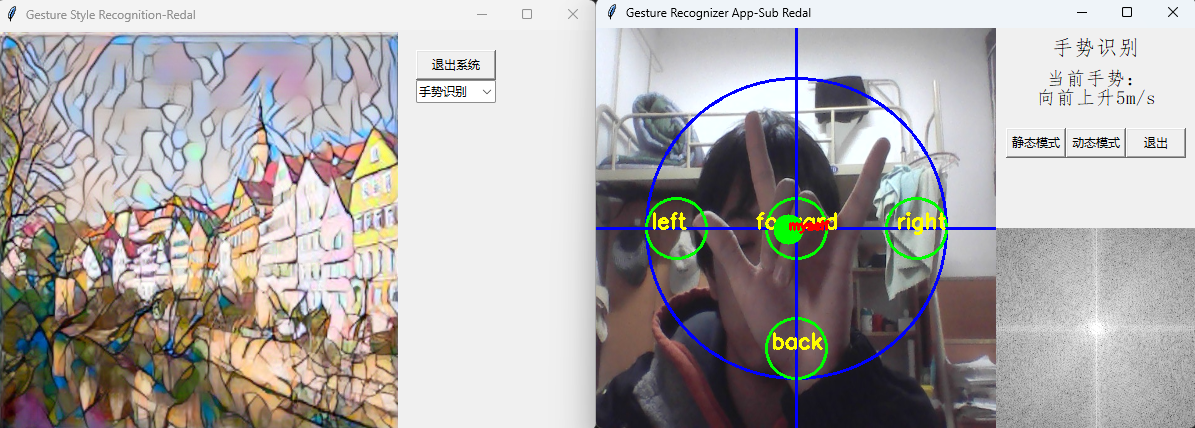 Gesture Style Recognition-Redal
退出系统
手势识别
Gesture Recognizer App-Sub Redal
手势识别
当前手势:
向前上升5m/s
静态模式 动态模式 退出
left forward right
back